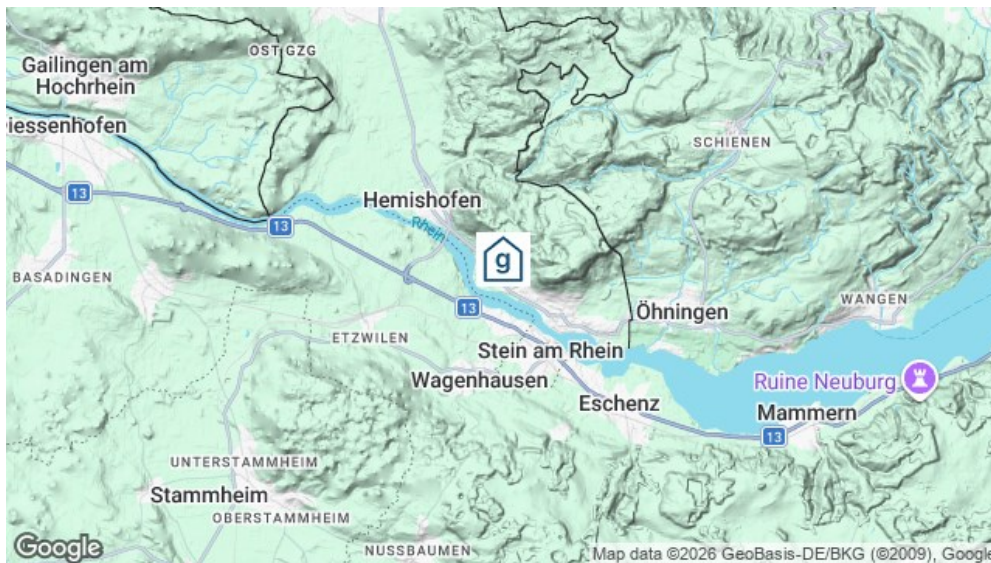 OST GZG
Gailingen am
Hochrhein
iessenhofen
SCHIENEN
13
Hemishofen
13
Rhein
g
BASADINGEN
13
Öhningen
WANGEN
ETZWILEN
Stein am Rhein
Wagenhausen
Ruine Neuburg
Eschenz
Mammern
13
UNTERSTAMMHEIM
Stammheim
OBERSTAMMHEIM
NUSSBAUMEN
Google
Map data ©2026 GeoBasis-DE/BKG (©2009), Google